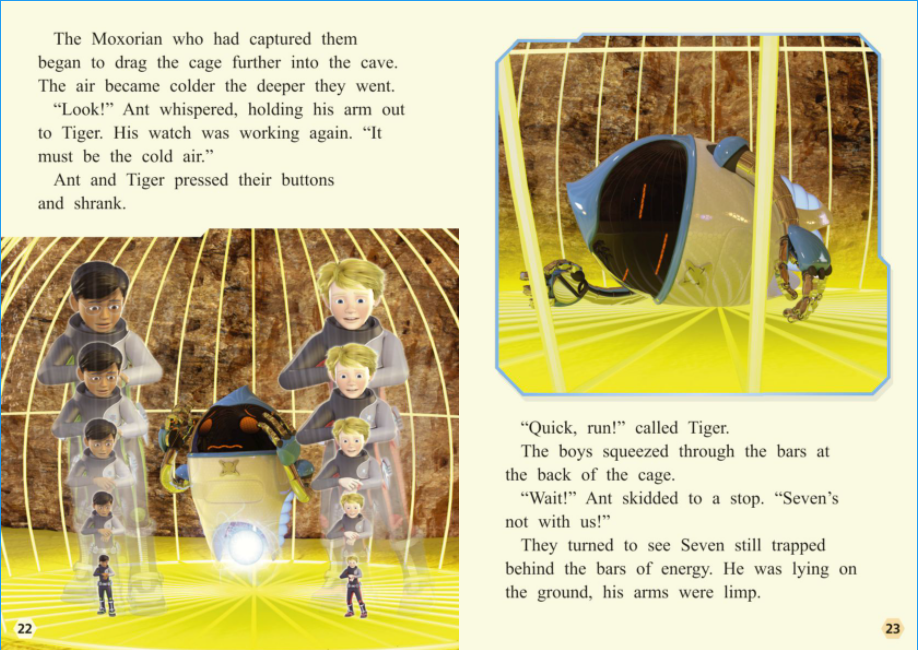 The Moxorian who had captured them
began to drag the cage further into the cave.
The air became colder the deeper they went.
“Look!” Ant whispered, holding his arm out
to Tiger. His watch was working again. “It
must be the cold air.”
Ant and Tiger pressed their buttons
and shrank.
22
“Quick, run!” called Tiger.
The boys squeezed through the bars at
the back of the cage.
“Wait!” Ant skidded to a stop. “Seven’s
not with us!”
They turned to see Seven still trapped
behind the bars of energy. He was lying on
the ground, his arms were limp.
23